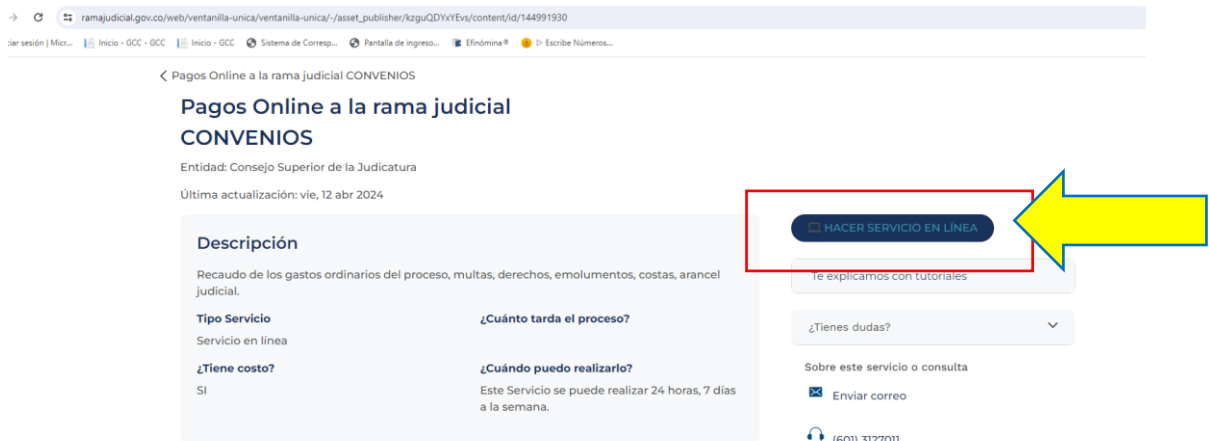 ramajudicial.gov.co/web/ventanilla-unica/ventanilla-unica/-/asset_publisher/kzguQDYxYEvs/content/id/144991930
ciar sesión | Micr... Inicio - GCC - GCC Inicio - GCC Sistema de Corresp... Pantalla de ingreso... Efinómina® ▷ Escribe Números...
Pagos Online a la rama judicial CONVENIOS
Pagos Online a la rama judicial
CONVENIOS
Entidad: Consejo Superior de la Judicatura
Última actualización: vie, 12 abr 2024
Descripción
Recaudo de los gastos ordinarios del proceso, multas, derechos, emolumentos, costas, arancel
judicial.
Tipo Servicio
Servicio en línea
¿Cuánto tarda el proceso?
¿Tiene costo?
SI
¿Cuándo puedo realizarlo?
Este Servicio se puede realizar 24 horas, 7 días
a la semana.
HACER SERVICIO EN LÍNEA
Te explicamos con tutoriales
¿Tienes dudas?
Sobre este servicio o consulta
Enviar correo
(601) 3127011